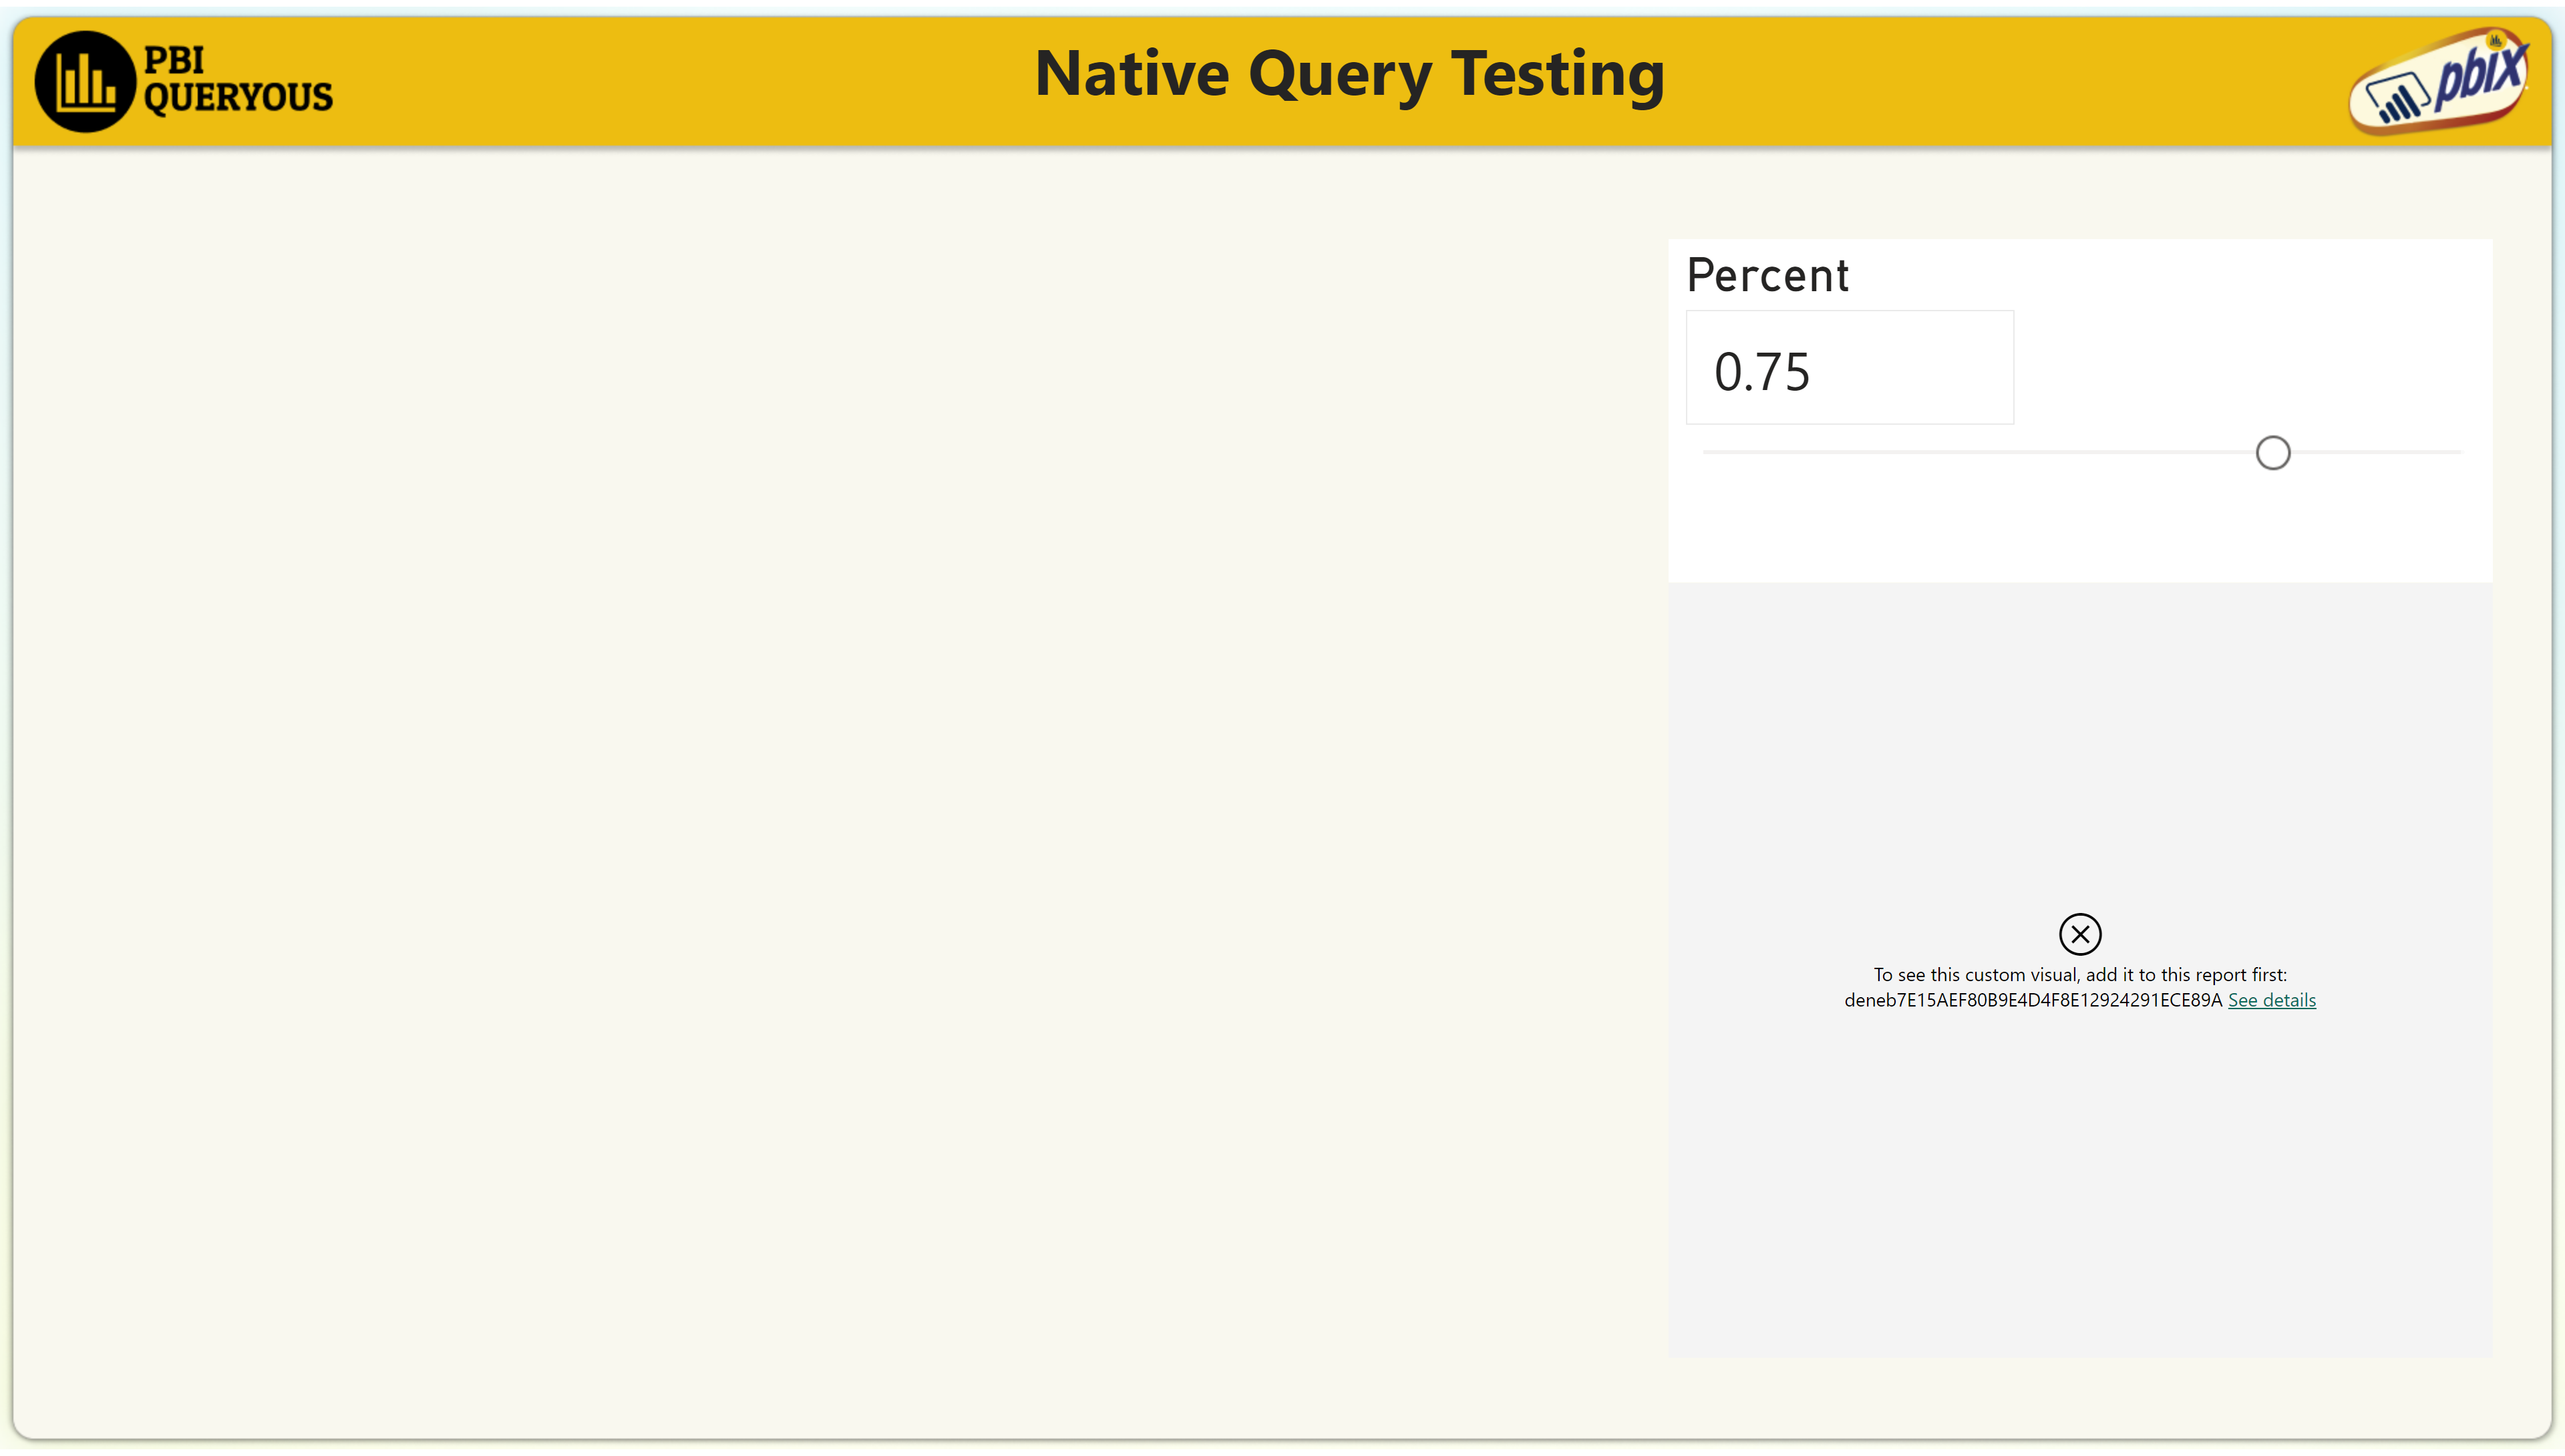 PBI
QUERYOUS
Native Query Testing
pbix
Percent
0.75
To see this custom visual, add it to this report first:
deneb7E15AEF80B9E4D4F8E12924291ECE89A See details